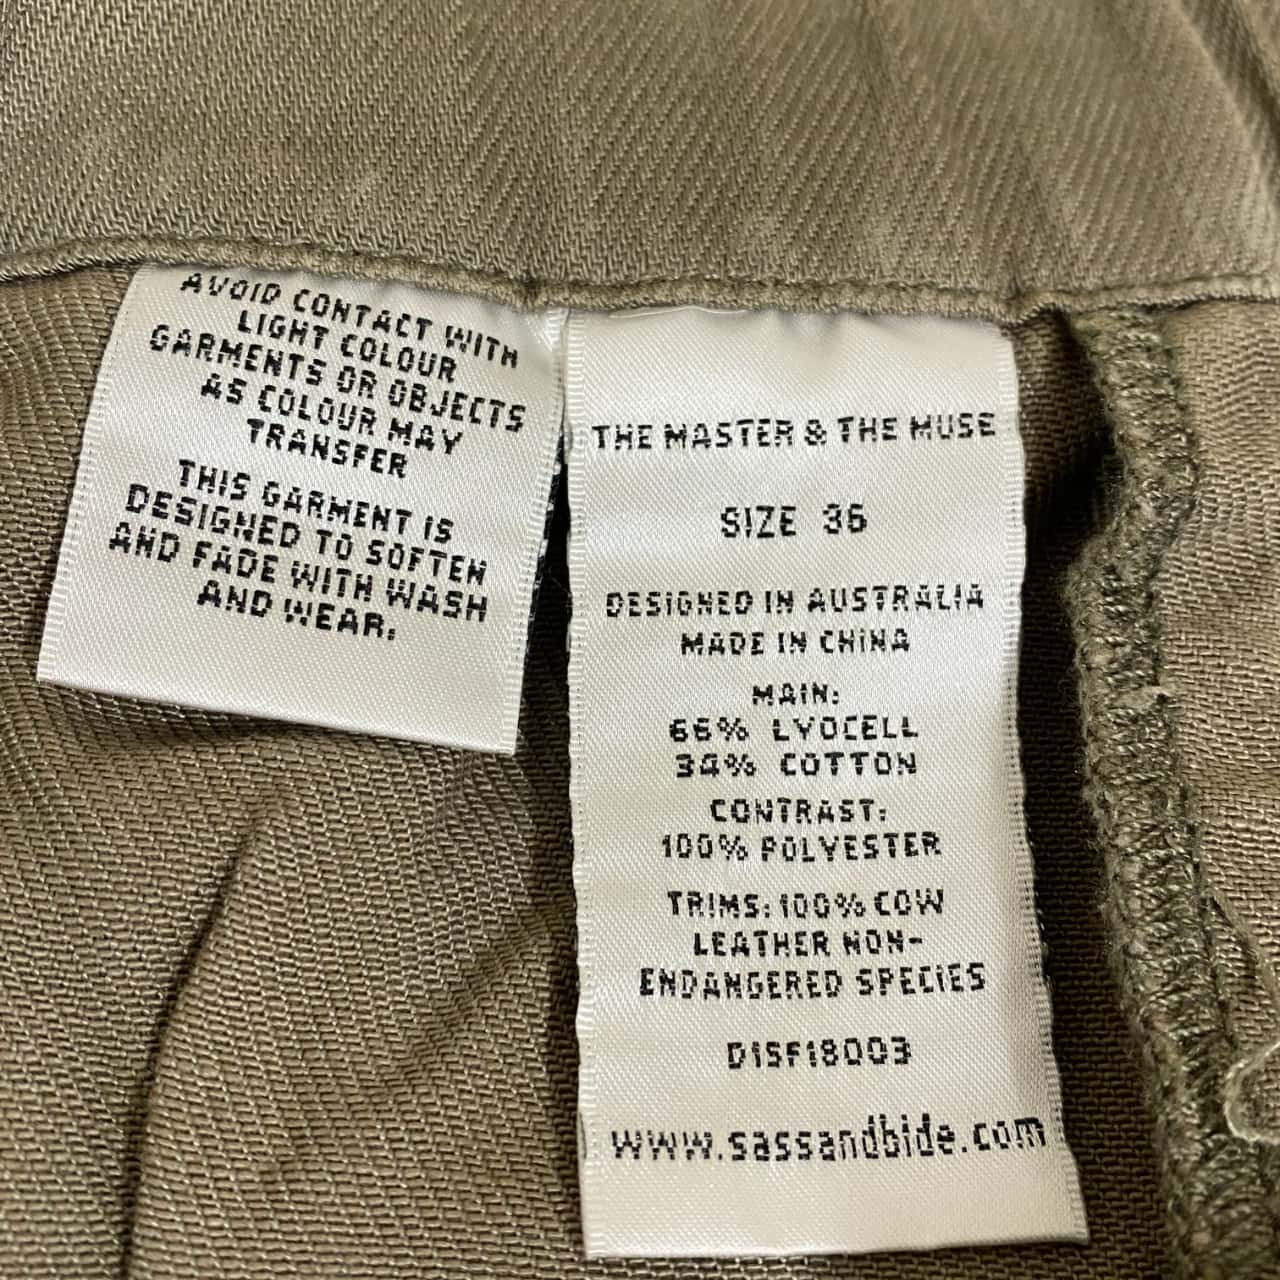 AVOID CONTACT WITH
LIGHT COLOUR
GARMENTS OR OBJECTS
AS COLOUR MAY
TRANSFER
THIS GARMENT IS
DESIGNED TO SOFTEN
AND FADE WITH WASH
AND WEAR.
THE MASTER & THE MUSE
SIZE 36
DESIGNED IN AUSTRALIA
MADE IN CHINA
MAIN:
66% LYOCELL
34% COTTON
CONTRAST:
100% POLYESTER
TRIMS: 100% COW
LEATHER NON-
ENDANGERED SPECIES
D1SF18003
www.sassandbide.com